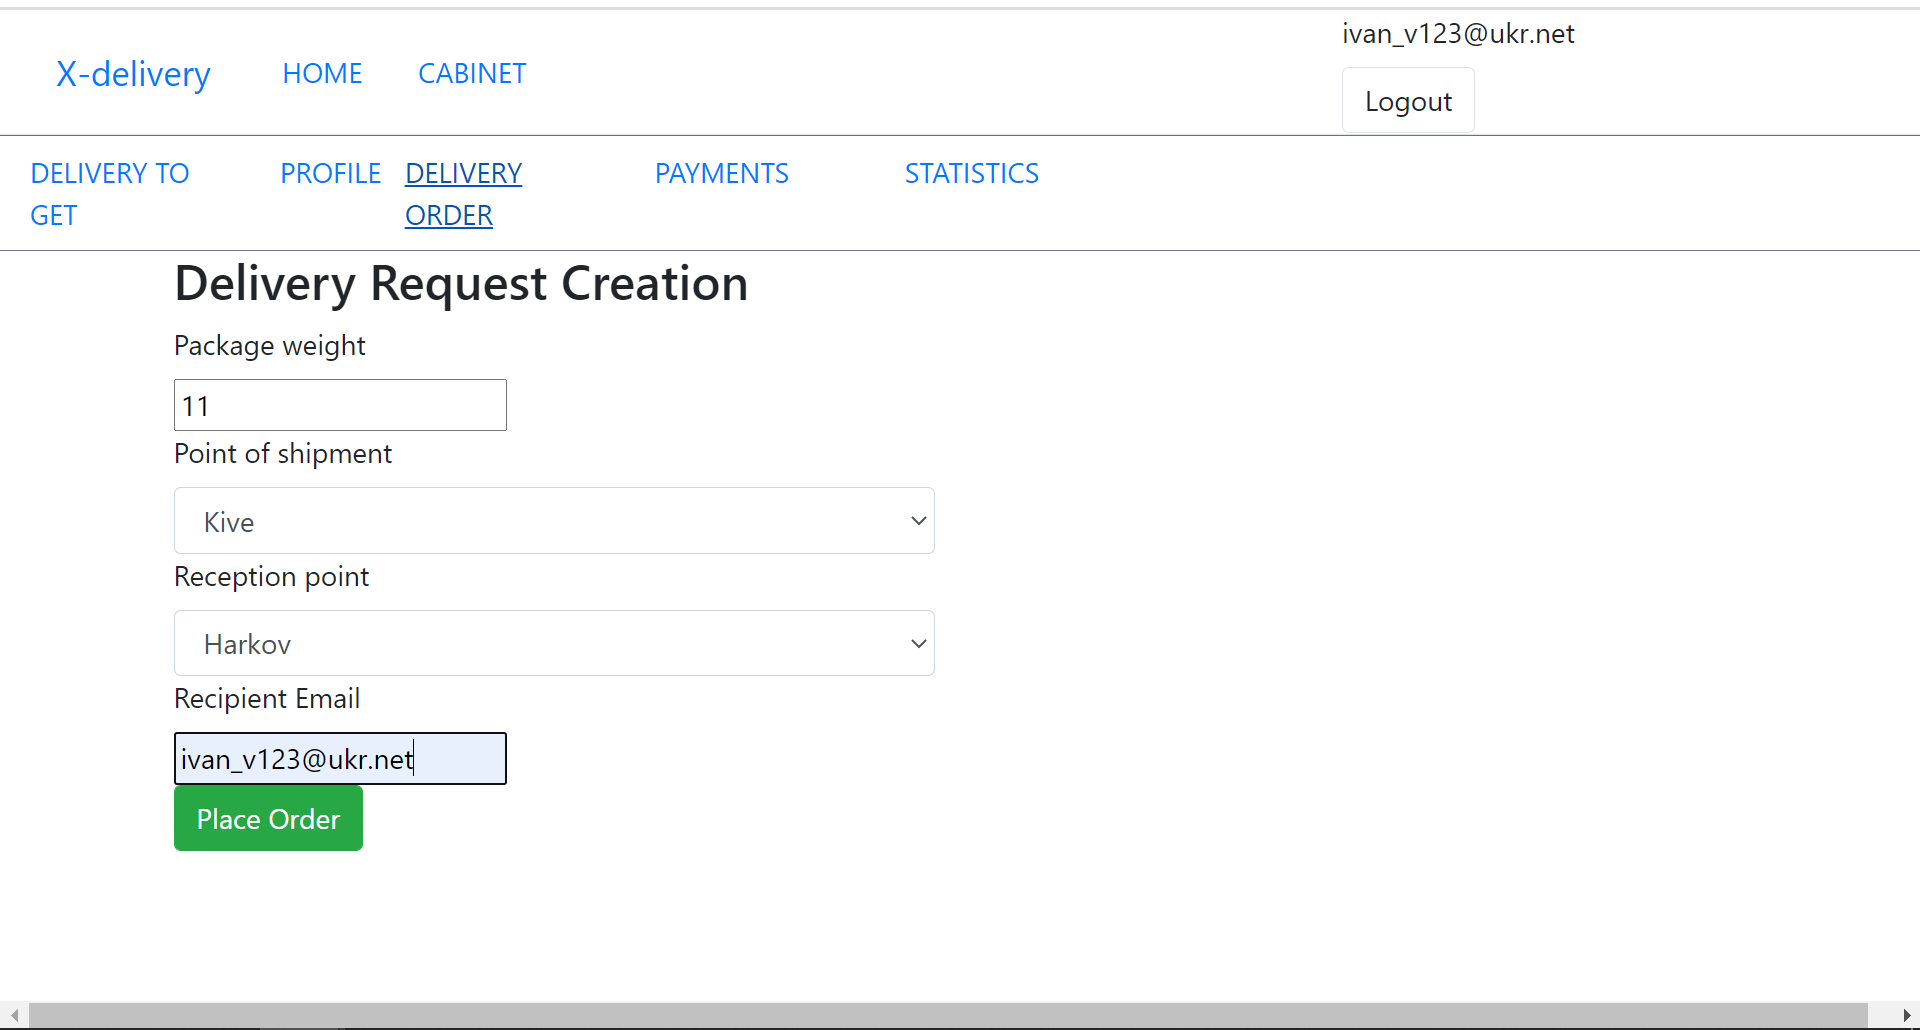 ivan_v123@ukr.net
X-delivery HOME CABINET
Logout
DELIVERY TO GET PROFILE DELIVERY ORDER PAYMENTS STATISTICS
Delivery Request Creation
Package weight
11
Point of shipment
Kive
Reception point
Harkov
Recipient Email
ivan_v123@ukr.net
Place Order